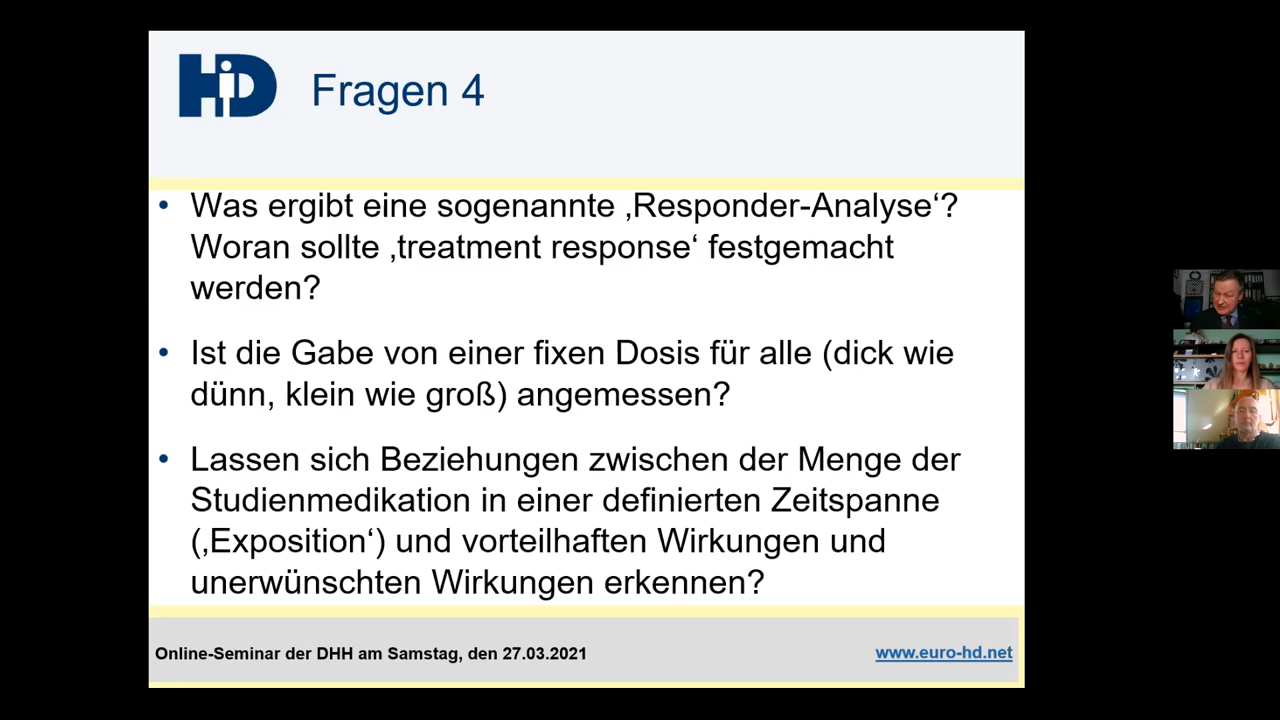 HD
Fragen 4
• Was ergibt eine sogenannte ‚Responder-Analyse‘?
Woran sollte ‚treatment response‘ festgemacht
werden?
• Ist die Gabe von einer fixen Dosis für alle (dick wie
dünn, klein wie groß) angemessen?
• Lassen sich Beziehungen zwischen der Menge der
Studienmedikation in einer definierten Zeitspanne
(‚Exposition‘) und vorteilhaften Wirkungen und
unerwünschten Wirkungen erkennen?
Online-Seminar der DHH am Samstag, den 27.03.2021
www.euro-hd.net